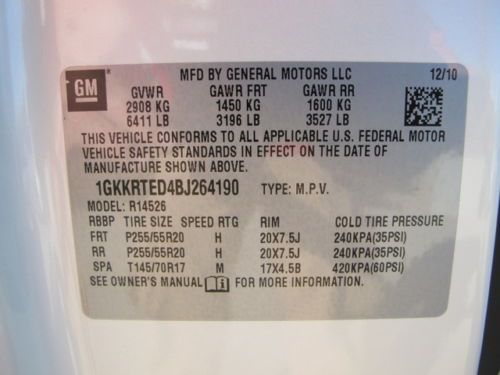 GM
MFD BY GENERAL MOTORS LLC 12/10
GVWR GAWR FRT GAWR RR
2908 KG 1450 KG 1600 KG
6411 LB 3196 LB 3527 LB
THIS VEHICLE CONFORMS TO ALL APPLICABLE U.S. FEDERAL MOTOR
VEHICLE SAFETY STANDARDS IN EFFECT ON THE DATE OF
MANUFACTURE SHOWN ABOVE.
1GKKRTED4BJ264190 TYPE: M.P.V.
MODEL: R14526
RBBP TIRE SIZE SPEED RTG RIM COLD TIRE PRESSURE
FRT P255/55R20 H 20X7.5J 240KPA(35PSI)
RR P255/55R20 H 20X7.5J 240KPA(35PSI)
SPA T145/70R17 M 17X4.5B 420KPA(60PSI)
SEE OWNER'S MANUAL FOR MORE INFORMATION